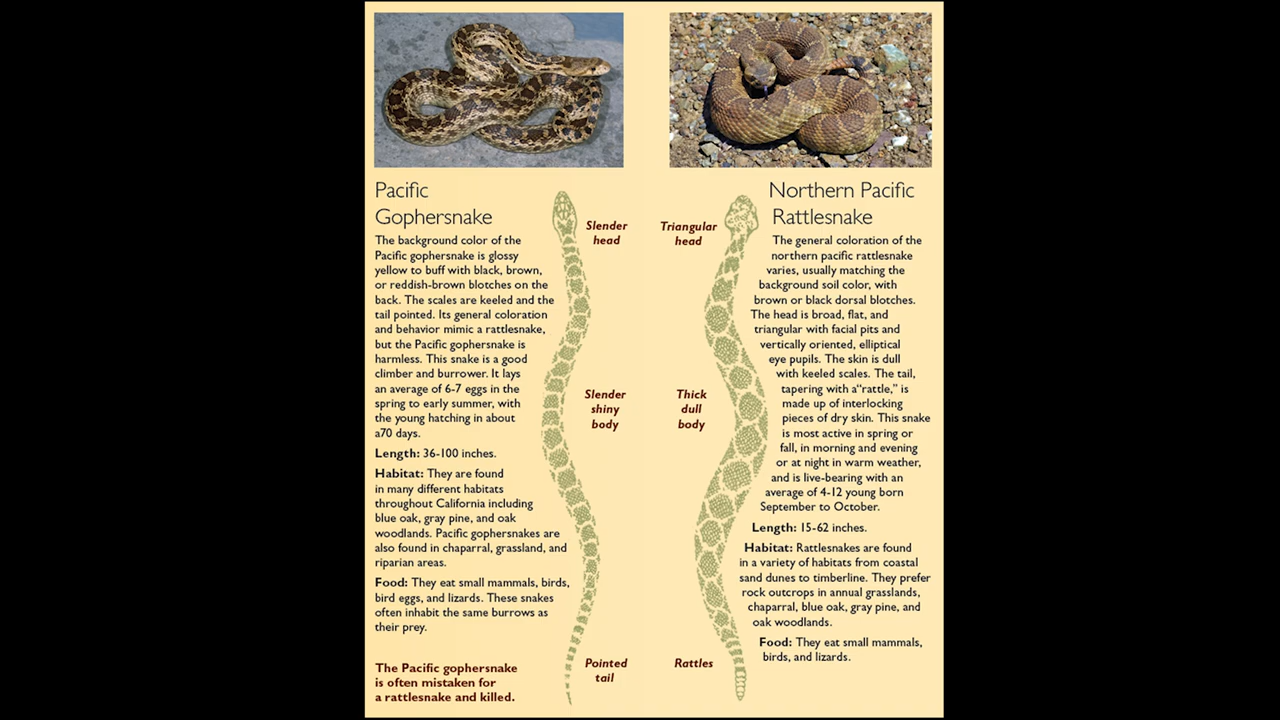 Pacific
Gophersnake
The background color of the
Pacific gophersnake is glossy
yellow to buff with black, brown,
or reddish-brown blotches on the
back. The scales are keeled and the
tail pointed. Its general coloration
and behavior mimic a rattlesnake,
but the Pacific gophersnake is
harmless. This snake is a good
climber and burrower. It lays
an average of 6-7 eggs in the
spring to early summer, with
the young hatching in about
a70 days.
Length: 36-100 inches.
Habitat: They are found
in many different habitats
throughout California including
blue oak, gray pine, and oak
woodlands. Pacific gophersnakes are
also found in chaparral, grassland, and
riparian areas.
Food: They eat small mammals, birds,
bird eggs, and lizards. These snakes
often inhabit the same burrows as
their prey.
The Pacific gophersnake
is often mistaken for
a rattlesnake and killed.
Slender
head
Slender
shiny
body
Pointed
tail
Triangular
head
Thick
dull
body
Rattles
Northern Pacific
Rattlesnake
The general coloration of the
northern pacific rattlesnake
varies, usually matching the
background soil color, with
brown or black dorsal blotches.
The head is broad, flat, and
triangular with facial pits and
vertically oriented, elliptical
eye pupils. The skin is dull
with keeled scales. The tail,
tapering with a“rattle,” is
made up of interlocking
pieces of dry skin. This snake
is most active in spring or
fall, in morning and evening
or at night in warm weather,
and is live-bearing with an
average of 4-12 young born
September to October.
Length: 15-62 inches.
Habitat: Rattlesnakes are found
in a variety of habitats from coastal
sand dunes to timberline. They prefer
rock outcrops in annual grasslands,
chaparral, blue oak, gray pine, and
oak woodlands.
Food: They eat small mammals,
birds, and lizards.